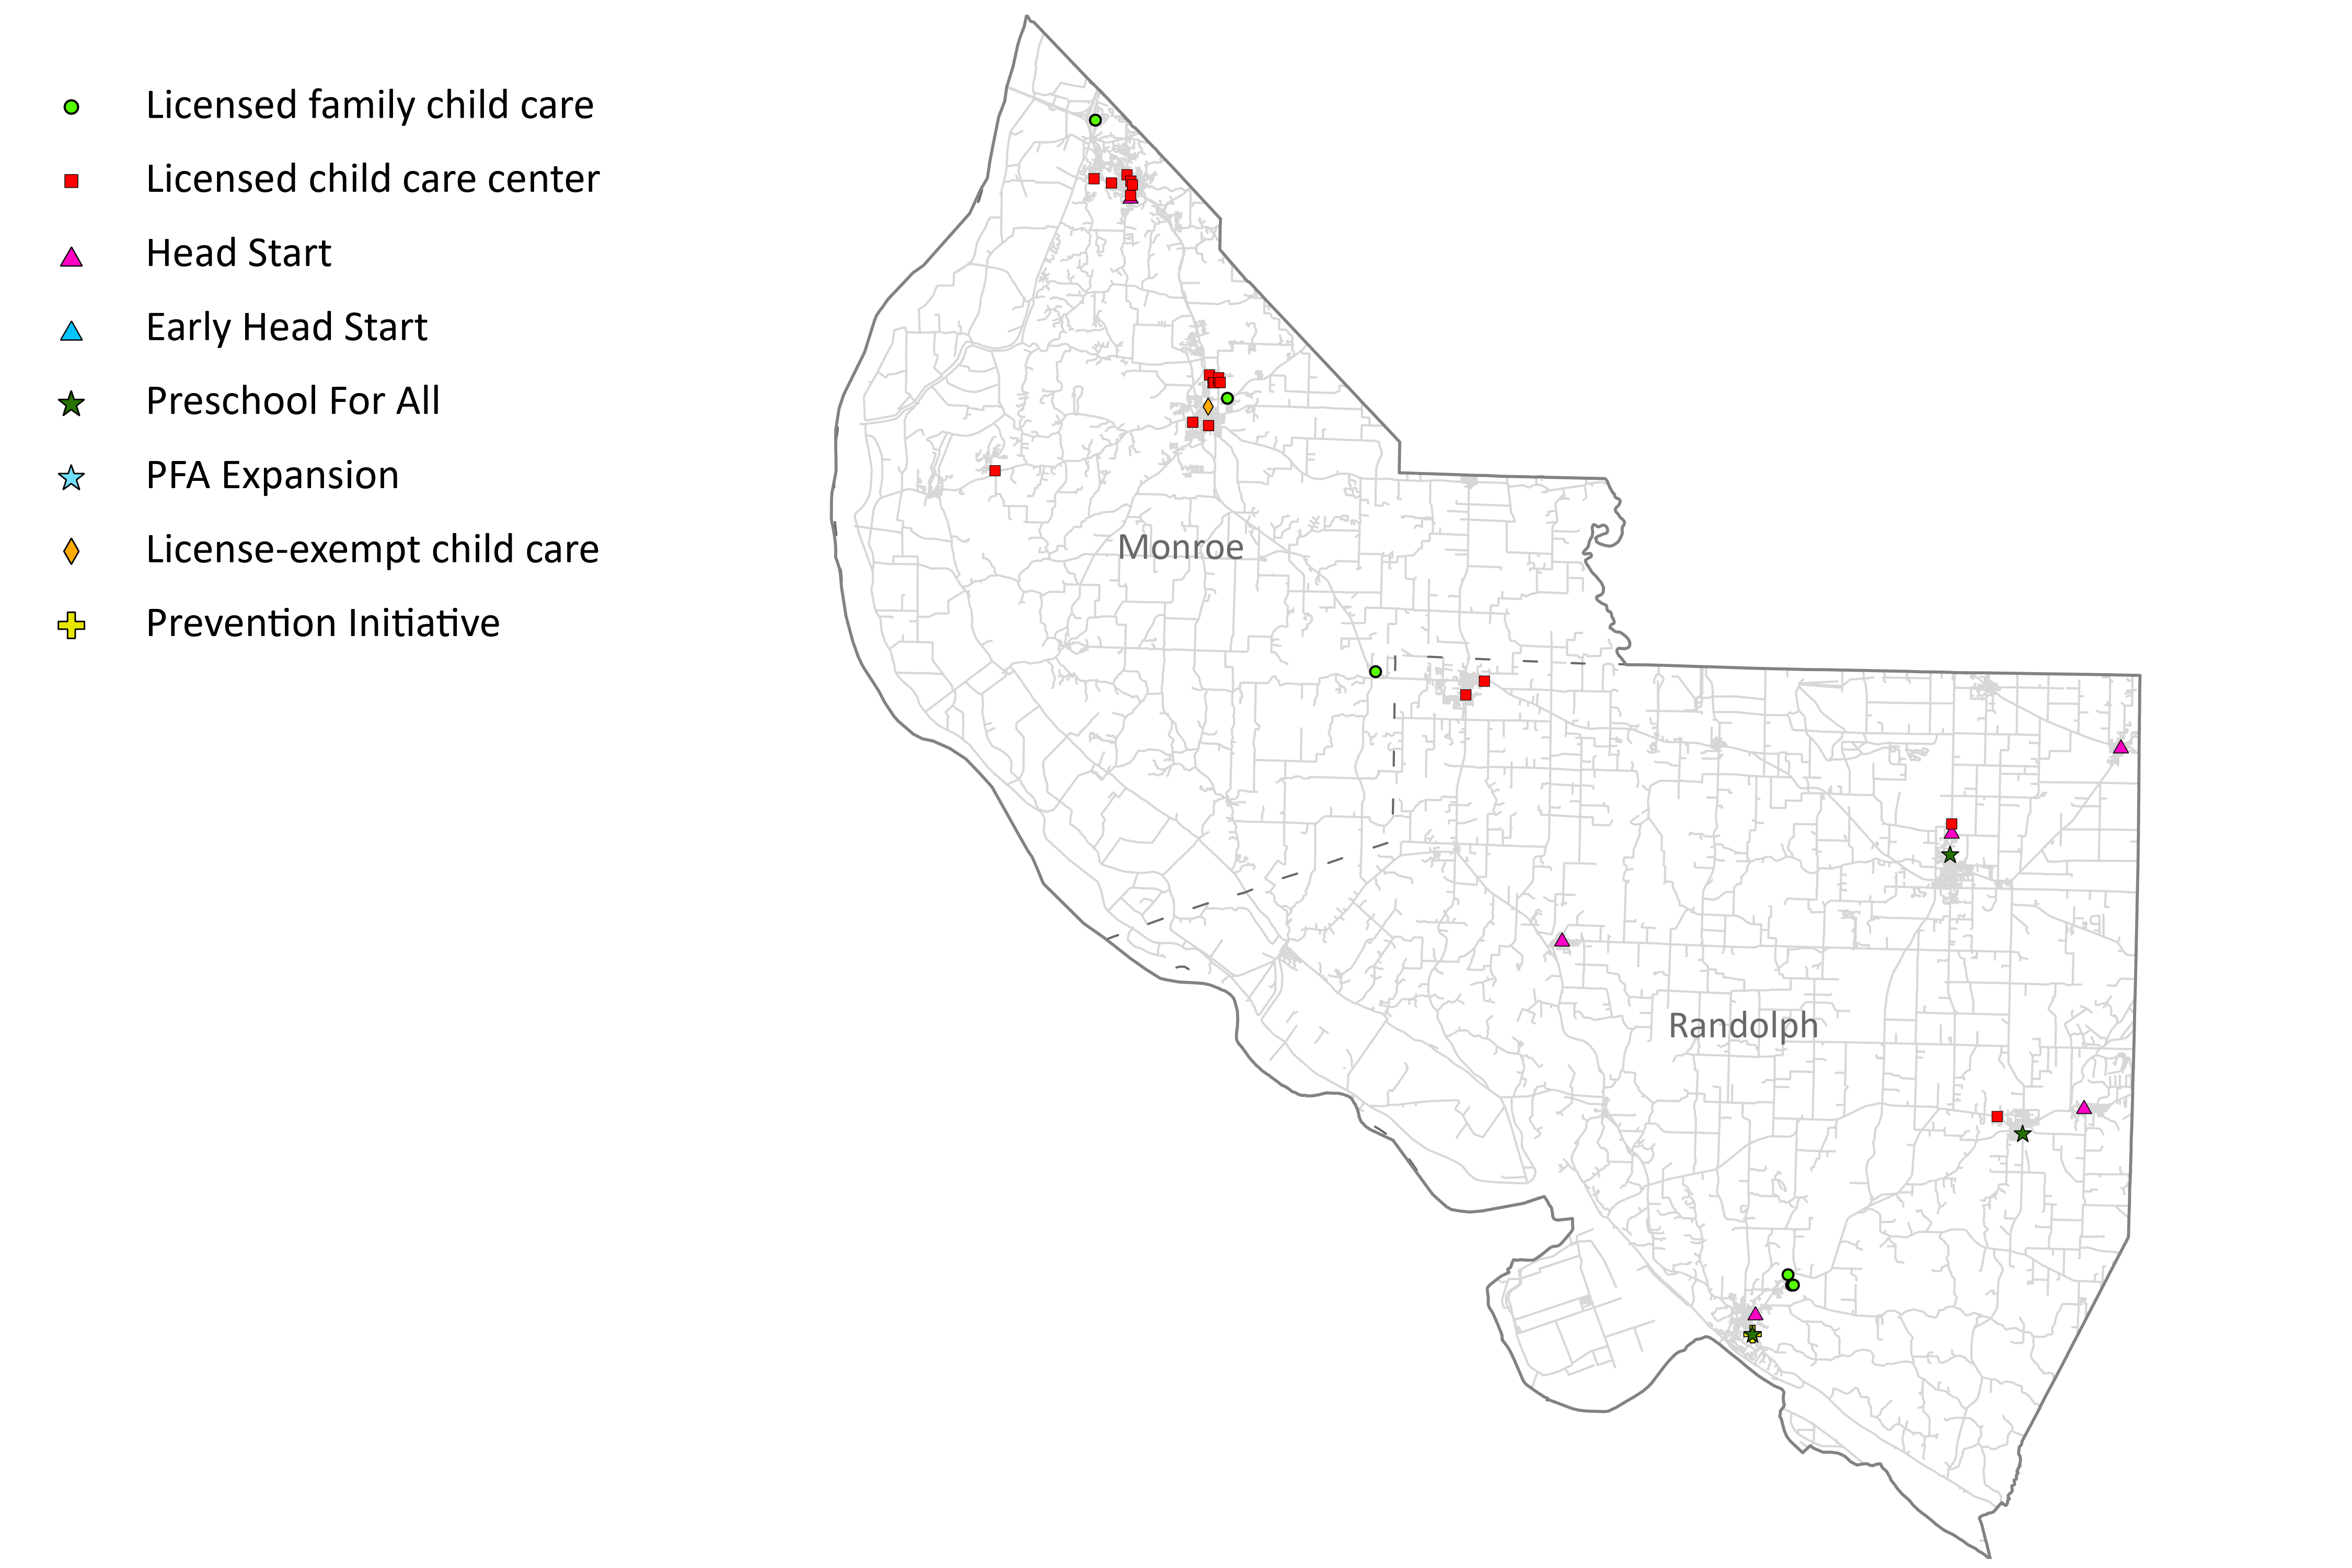 Licensed family child care
Licensed child care center
Head Start
Early Head Start
Preschool For All
PFA Expansion
License-exempt child care
Prevention Initiative
Monroe
Randolph